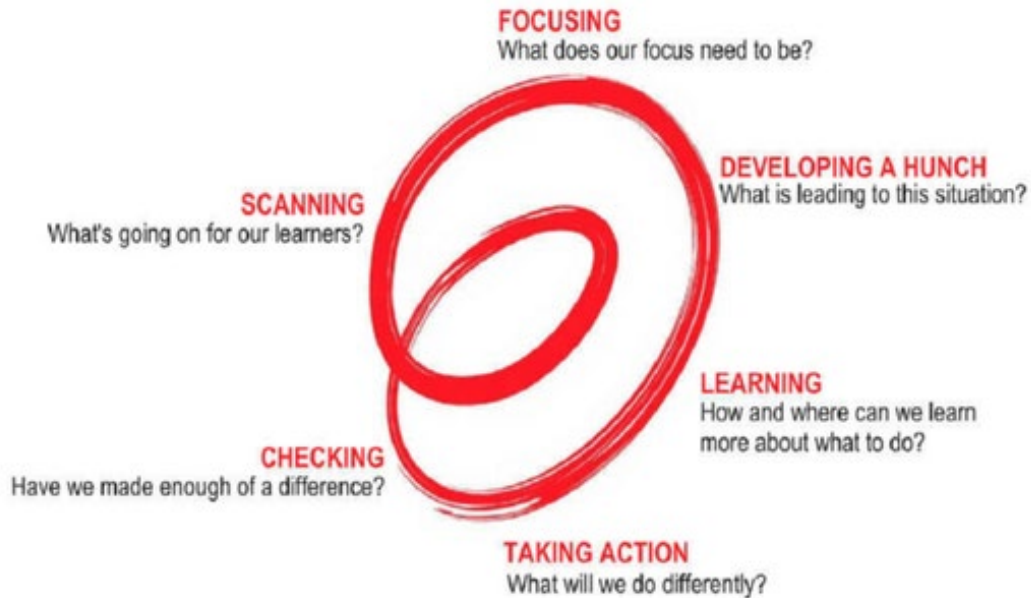 FOCUSING
What does our focus need to be?
DEVELOPING A HUNCH
What is leading to this situation?
SCANNING
What's going on for our learners?
LEARNING
How and where can we learn
more about what to do?
CHECKING
Have we made enough of a difference?
TAKING ACTION
What will we do differently?